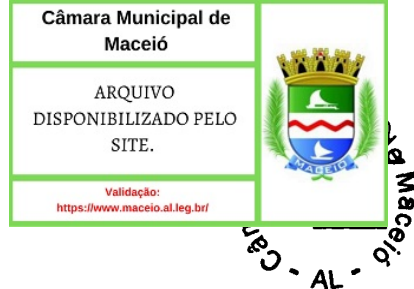 Câmara Municipal de
Maceió
ARQUIVO
DISPONIBILIZADO PELO
SITE.
Validação:
https://www.maceio.al.leg.br/
MACEIÓ
Maceió
- AL -